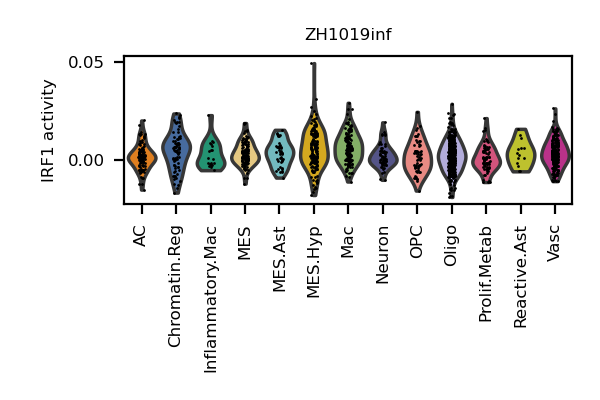 ZH1019inf
0.05
0.00
IRF1 activity
AC
Chromatin.Reg
Inflammatory.Mac
MES
MES.Ast
MES.Hyp
Mac
Neuron
OPC
Oligo
Prolif.Metab
Reactive.Ast
Vasc